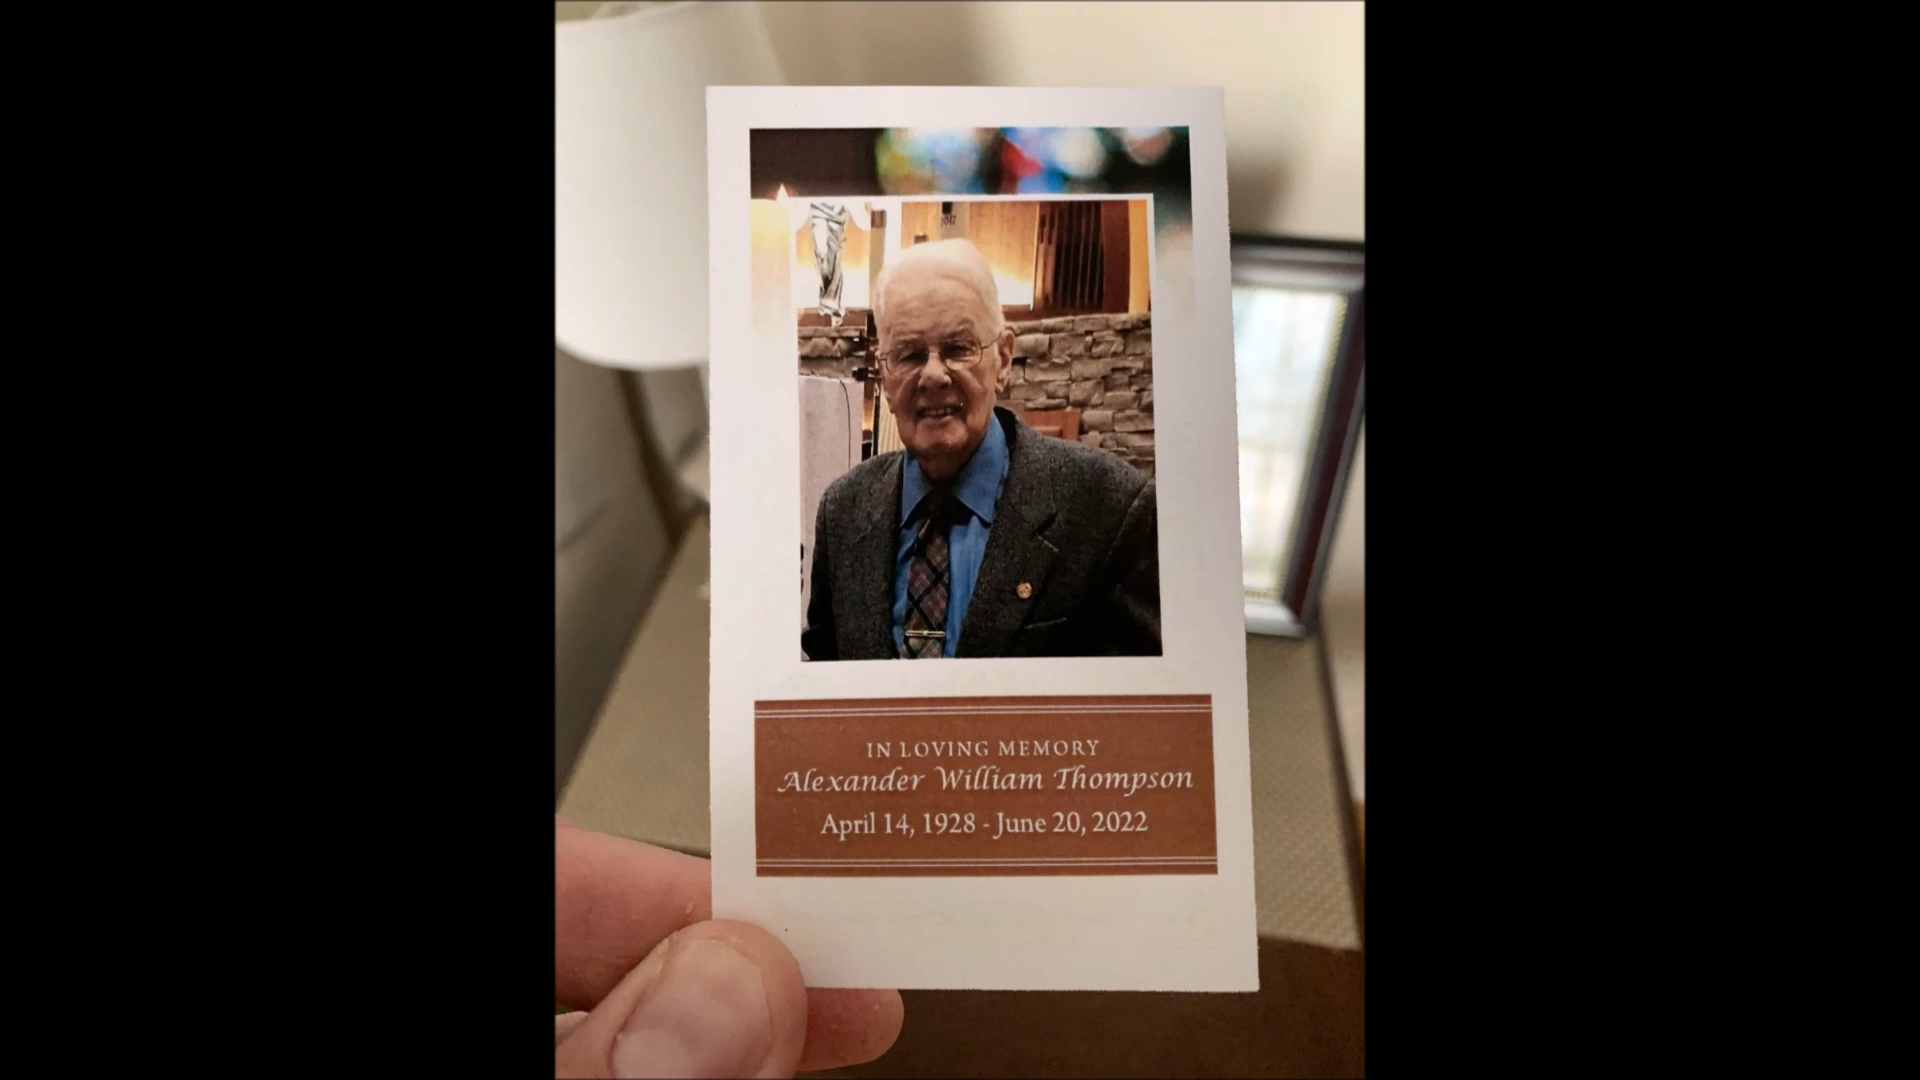 IN LOVING MEMORY
Alexander William Thompson
April 14, 1928 - June 20, 2022